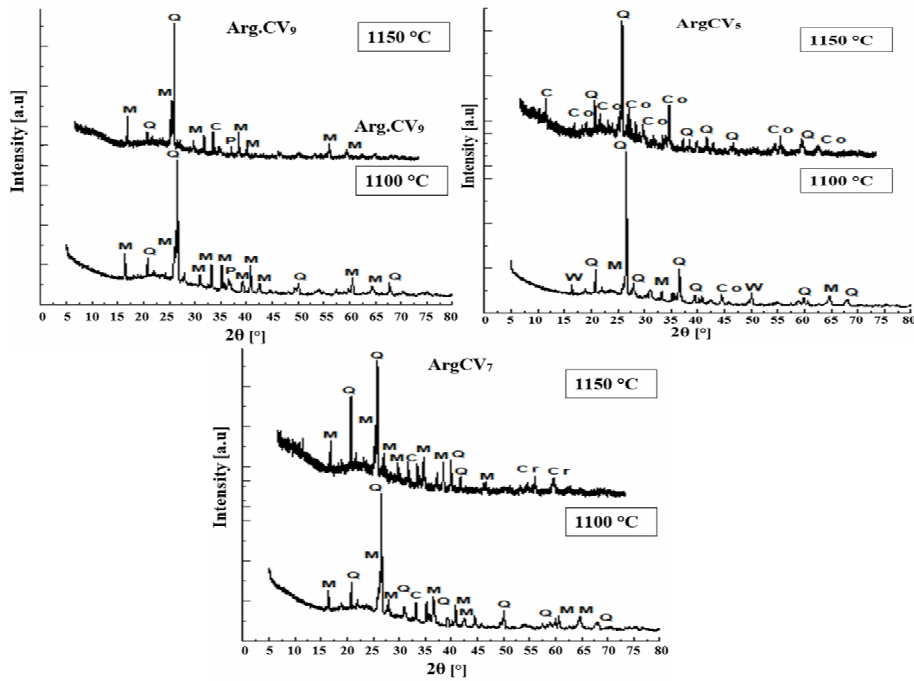 Arg.CV₉
1150 °C
Q
M M Q M M C P M M M M
Arg.CV₉
1100 °C
Q
M Q M M M M P M M M Q M M Q
Intensity [a.u]
0 5 10 15 20 25 30 35 40 45 50 55 60 65 70 75 80
2θ [°]
ArgCV₅
1150 °C
Q
C Co Q Co Co Co Co Q Q Q Co Q Co
1100 °C
Q
W Q M Q M Q Q Co W Q M Q
Intensity [a.u]
0 5 10 15 20 25 30 35 40 45 50 55 60 65 70 75 80
2θ [°]
ArgCV₇
1150 °C
Q
M Q M M M C M M Q Q M Cr Cr
1100 °C
Q
M Q M M Q C M Q M M Q Q M M Q
Intensity [a.u]
0 5 10 15 20 25 30 35 40 45 50 55 60 65 70 75 80
2θ [°]